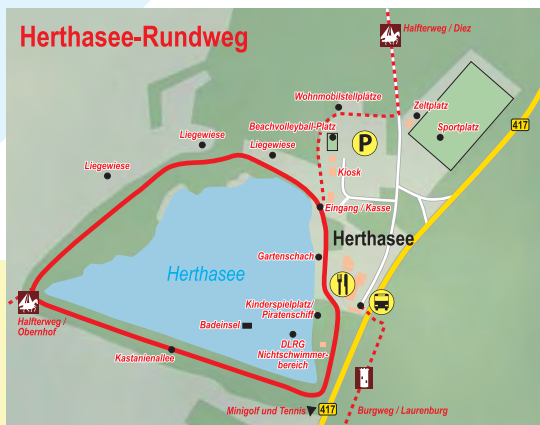 Herthasee-Rundweg
Halfterweg / Diez
Wohnmobilstellplätze
Zeltplatz
Beachvolleyball-Platz
Sportplatz
417
P
Liegewiese
Liegewiese
Liegewiese
Kiosk
Eingang / Kasse
Herthasee
Gartenschach
Herthasee
Kinderspielplatz/
Piratenschiff
Badeinsel
Halfterweg /
Obernhof
DLRG
Nichtschwimmer-
bereich
Kastanienallee
Minigolf und Tennis
417
Burgweg / Laurenburg